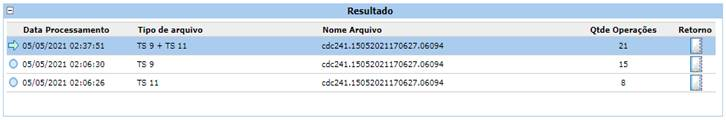 Resultado
Data Processamento Tipo de arquivo Nome Arquivo Qtde Operações Retorno
05/05/2021 02:37:51 TS 9 + TS 11 cdc241.15052021170627.06094 21
05/05/2021 02:06:30 TS 9 cdc241.15052021170627.06094 15
05/05/2021 02:06:26 TS 11 cdc241.15052021170627.06094 8